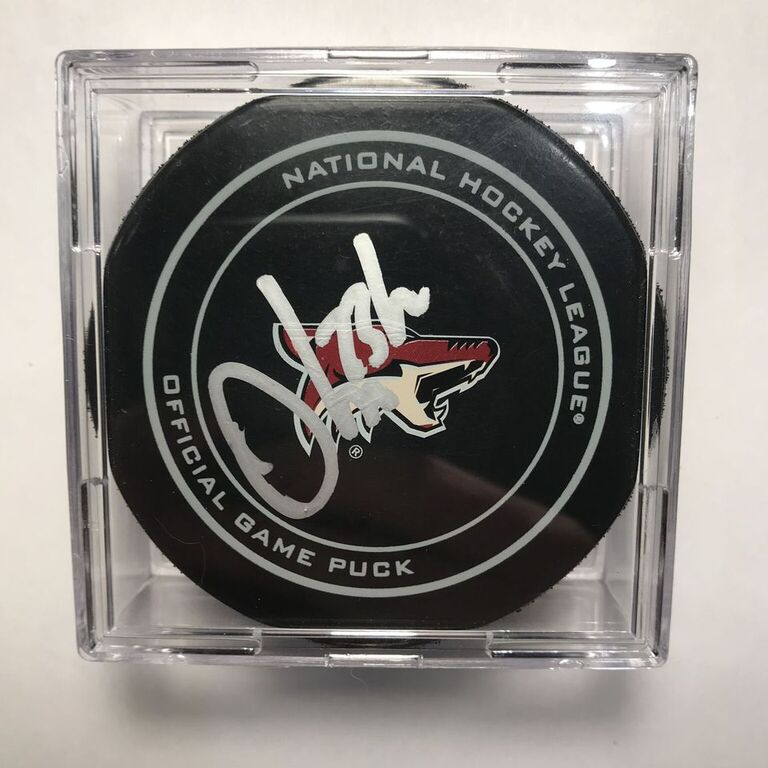 NATIONAL HOCKEY LEAGUE®
®
OFFICIAL GAME PUCK